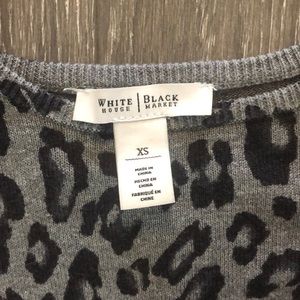 WHITE | BLACK
HOUSE | MARKET
XS
MADE IN
CHINA
HECHO EN
CHINA
FABRIQUÉ EN
CHINE